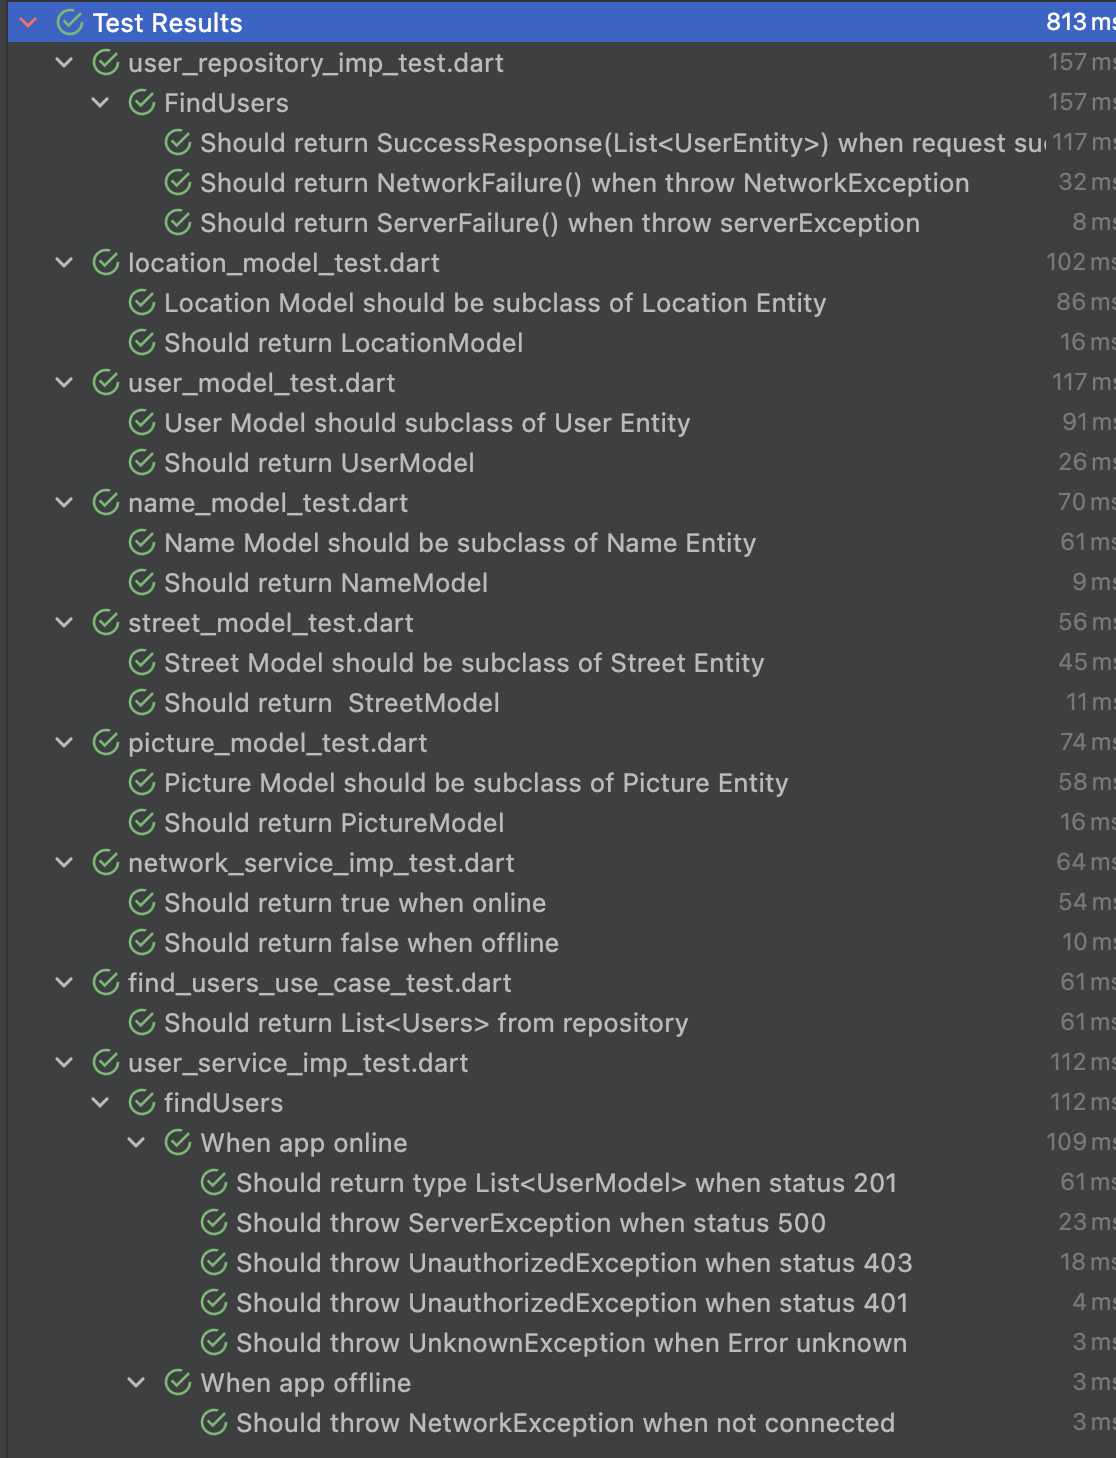 Test Results 813 ms
user_repository_imp_test.dart 157 ms
FindUsers 157 ms
Should return SuccessResponse(List<UserEntity>) when request 117 ms
Should return NetworkFailure() when throw NetworkException 32 ms
Should return ServerFailure() when throw serverException 8 ms
location_model_test.dart 102 ms
Location Model should be subclass of Location Entity 86 ms
Should return LocationModel 16 ms
user_model_test.dart 117 ms
User Model should subclass of User Entity 91 ms
Should return UserModel 26 ms
name_model_test.dart 70 ms
Name Model should be subclass of Name Entity 61 ms
Should return NameModel 9 ms
street_model_test.dart 56 ms
Street Model should be subclass of Street Entity 45 ms
Should return  StreetModel 11 ms
picture_model_test.dart 74 ms
Picture Model should be subclass of Picture Entity 58 ms
Should return PictureModel 16 ms
network_service_imp_test.dart 64 ms
Should return true when online 54 ms
Should return false when offline 10 ms
find_users_use_case_test.dart 61 ms
Should return List<Users> from repository 61 ms
user_service_imp_test.dart 112 ms
findUsers 112 ms
When app online 109 ms
Should return type List<UserModel> when status 201 61 ms
Should throw ServerException when status 500 23 ms
Should throw UnauthorizedException when status 403 18 ms
Should throw UnauthorizedException when status 401 4 ms
Should throw UnknownException when Error unknown 3 ms
When app offline 3 ms
Should throw NetworkException when not connected 3 ms